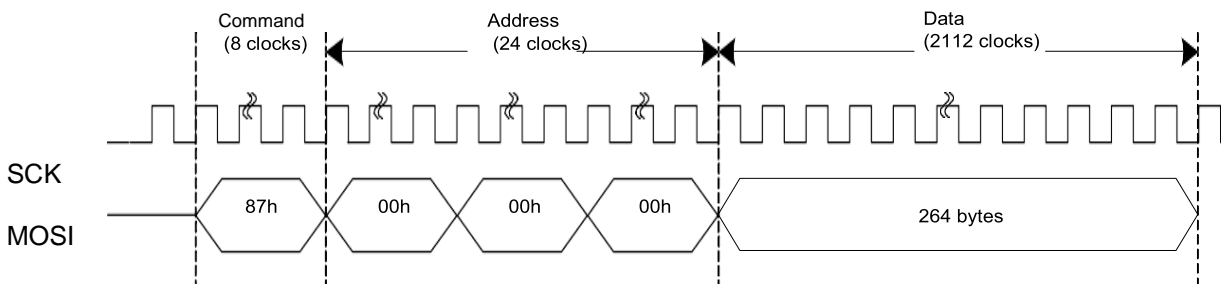 Command
(8 clocks)
Address
(24 clocks)
Data
(2112 clocks)
SCK
MOSI
87h
00h
00h
00h
264 bytes